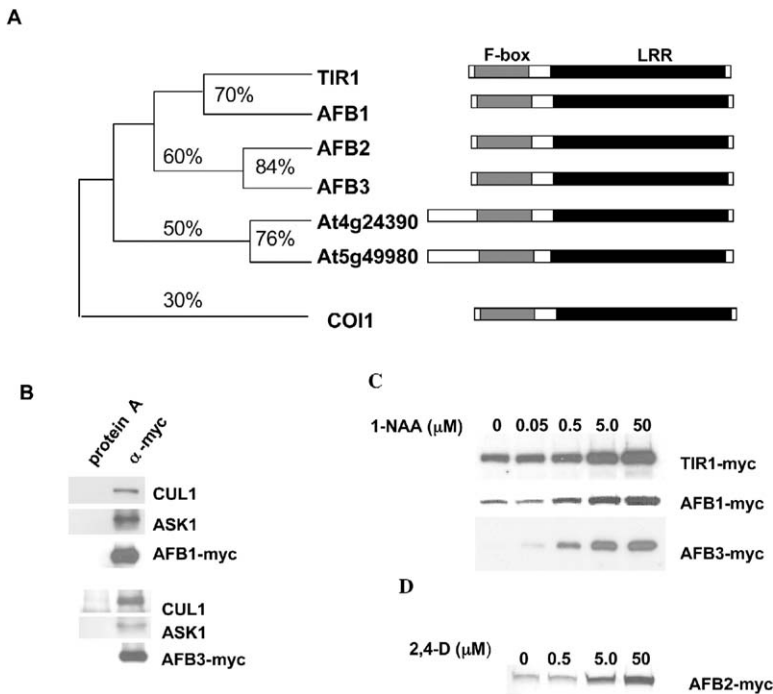 A
F-box LRR
TIR1
70%
AFB1
AFB2
60%
84%
AFB3
At4g24390
50%
76%
At5g49980
30%
COI1
B
protein A
α-myc
CUL1
ASK1
AFB1-myc
CUL1
ASK1
AFB3-myc
C
1-NAA (μM) 0 0.05 0.5 5.0 50
TIR1-myc
AFB1-myc
AFB3-myc
D
2,4-D (μM) 0 0.5 5.0 50
AFB2-myc